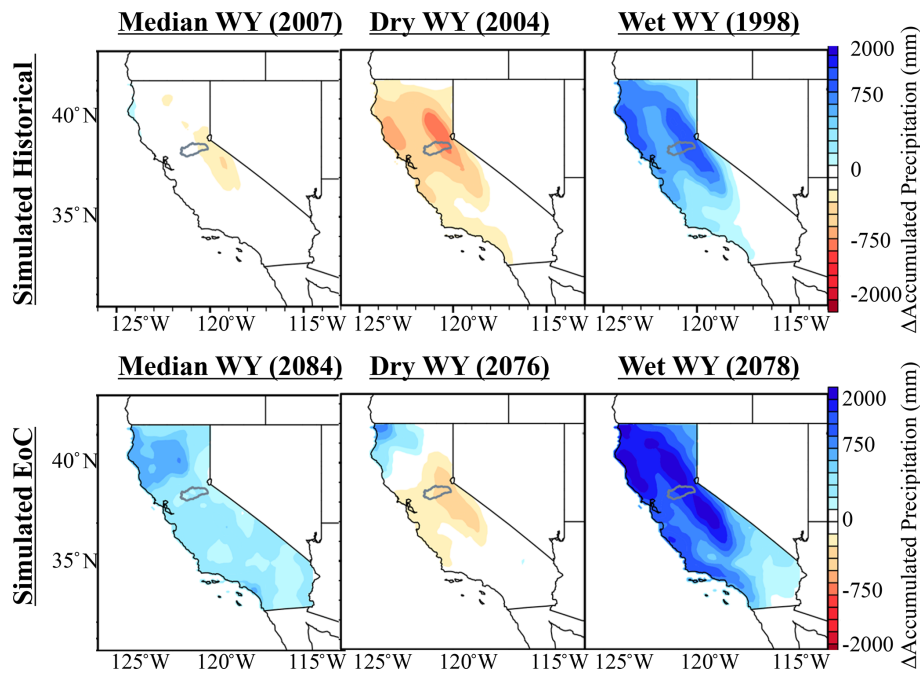 Median WY (2007) Dry WY (2004) Wet WY (1998)
Simulated Historical
40°N
35°N
125°W 120°W 115°W 125°W 120°W 115°W 125°W 120°W 115°W
2000
750
0
-750
-2000
ΔAccumulated Precipitation (mm)
Median WY (2084) Dry WY (2076) Wet WY (2078)
Simulated EoC
40°N
35°N
125°W 120°W 115°W 125°W 120°W 115°W 125°W 120°W 115°W
2000
750
0
-750
-2000
ΔAccumulated Precipitation (mm)